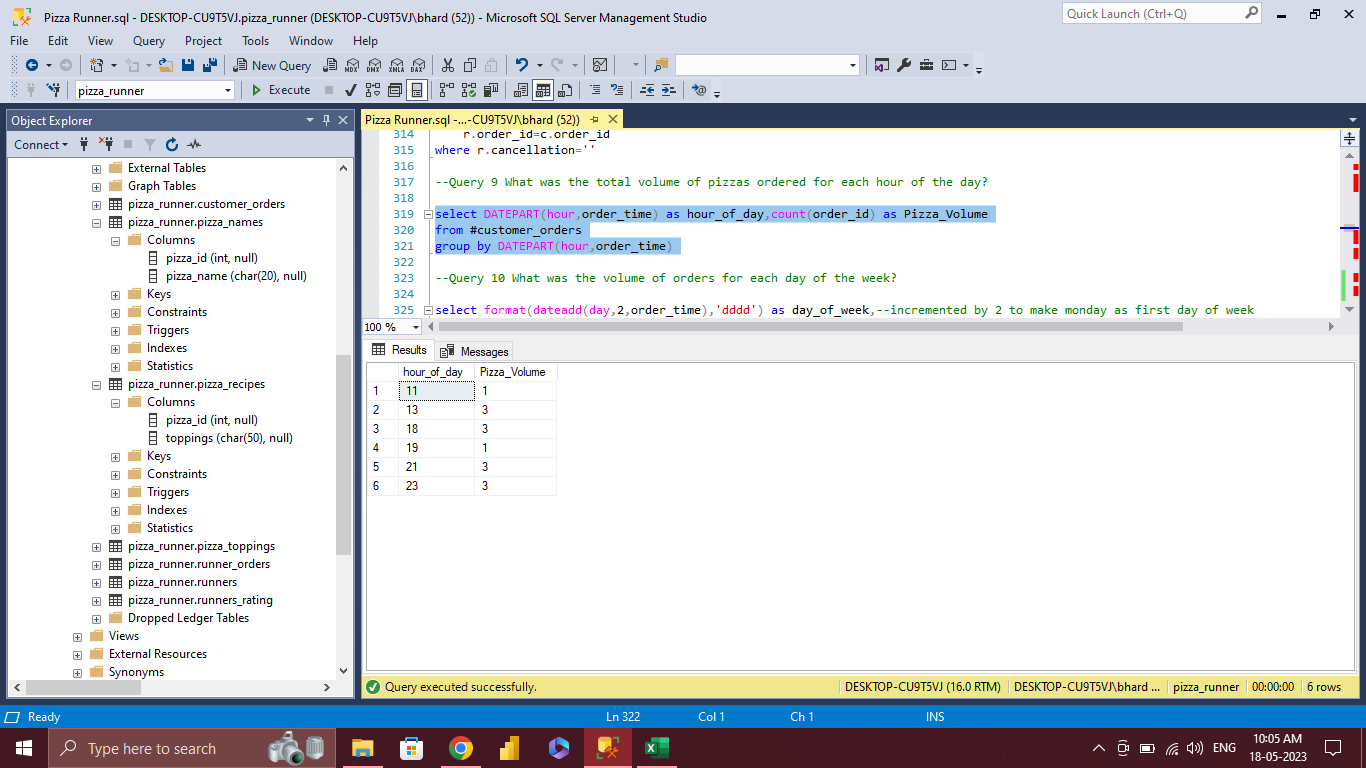 Pizza Runner.sql - DESKTOP-CU9T5VJ.pizza_runner (DESKTOP-CU9T5VJ\bhard (52)) - Microsoft SQL Server Management Studio
Quick Launch (Ctrl+Q)
File Edit View Query Project Tools Window Help
New Query MDX DMX XMLA DAX
pizza_runner Execute
Object Explorer
Connect
External Tables
Graph Tables
pizza_runner.customer_orders
pizza_runner.pizza_names
Columns
pizza_id (int, null)
pizza_name (char(20), null)
Keys
Constraints
Triggers
Indexes
Statistics
pizza_runner.pizza_recipes
Columns
pizza_id (int, null)
toppings (char(50), null)
Keys
Constraints
Triggers
Indexes
Statistics
pizza_runner.pizza_toppings
pizza_runner.runner_orders
pizza_runner.runners
pizza_runner.runners_rating
Dropped Ledger Tables
Views
External Resources
Synonyms
Pizza Runner.sql -...-CU9T5VJ\bhard (52))
314 r.order_id=c.order_id
315 where r.cancellation=''
316
317 --Query 9 What was the total volume of pizzas ordered for each hour of the day?
318
319 select DATEPART(hour,order_time) as hour_of_day,count(order_id) as Pizza_Volume
320 from #customer_orders
321 group by DATEPART(hour,order_time)
322
323 --Query 10 What was the volume of orders for each day of the week?
324
325 select format(dateadd(day,2,order_time),'dddd') as day_of_week,--incremented by 2 to make monday as first day of week
100 %
Results Messages
hour_of_day Pizza_Volume
1 11 1
2 13 3
3 18 3
4 19 1
5 21 3
6 23 3
Query executed successfully. DESKTOP-CU9T5VJ (16.0 RTM) DESKTOP-CU9T5VJ\bhard ... pizza_runner 00:00:00 6 rows
Ready Ln 322 Col 1 Ch 1 INS
Type here to search
ENG
10:05 AM
18-05-2023